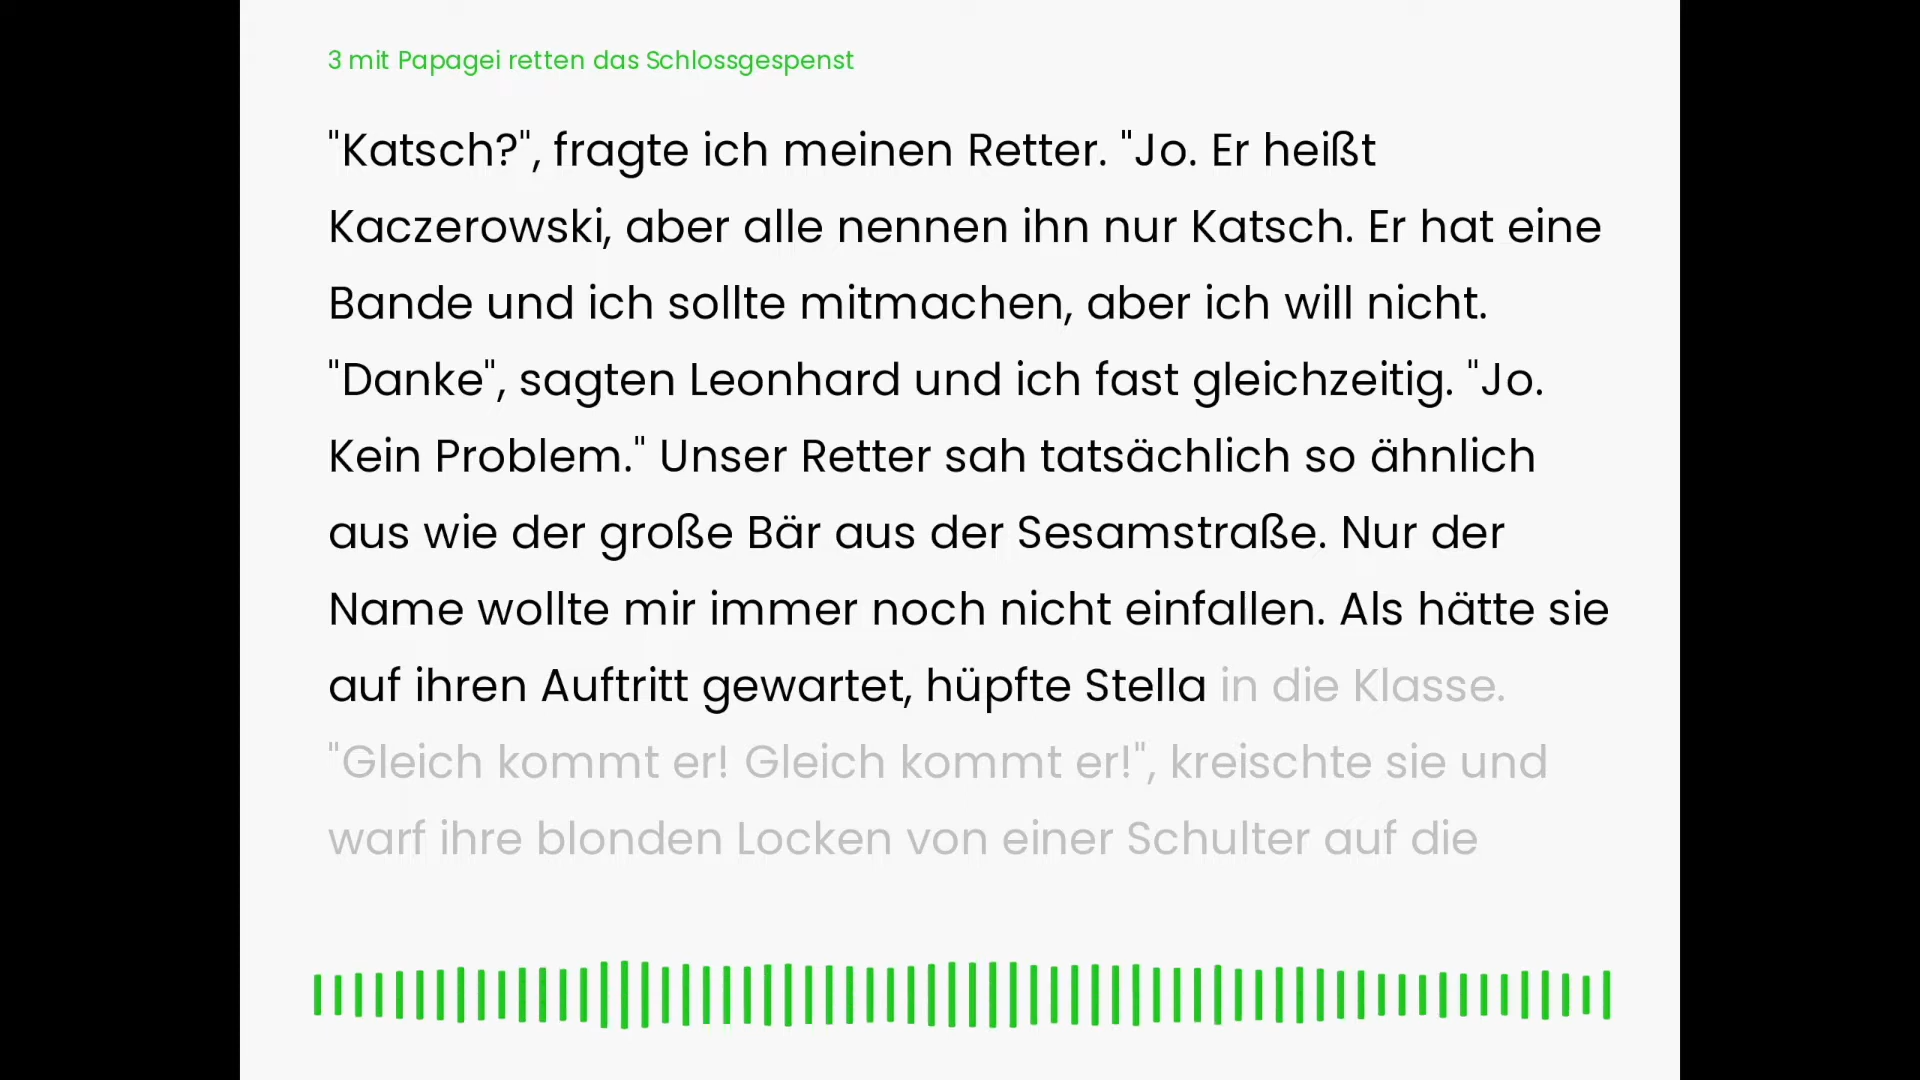 3 mit Papagei retten das Schlossgespenst
"Katsch?", fragte ich meinen Retter. "Jo. Er heißt
Kaczerowski, aber alle nennen ihn nur Katsch. Er hat eine
Bande und ich sollte mitmachen, aber ich will nicht.
"Danke", sagten Leonhard und ich fast gleichzeitig. "Jo.
Kein Problem." Unser Retter sah tatsächlich so ähnlich
aus wie der große Bär aus der Sesamstraße. Nur der
Name wollte mir immer noch nicht einfallen. Als hätte sie
auf ihren Auftritt gewartet, hüpfte Stella in die Klasse.
"Gleich kommt er! Gleich kommt er!", kreischte sie und
warf ihre blonden Locken von einer Schulter auf die